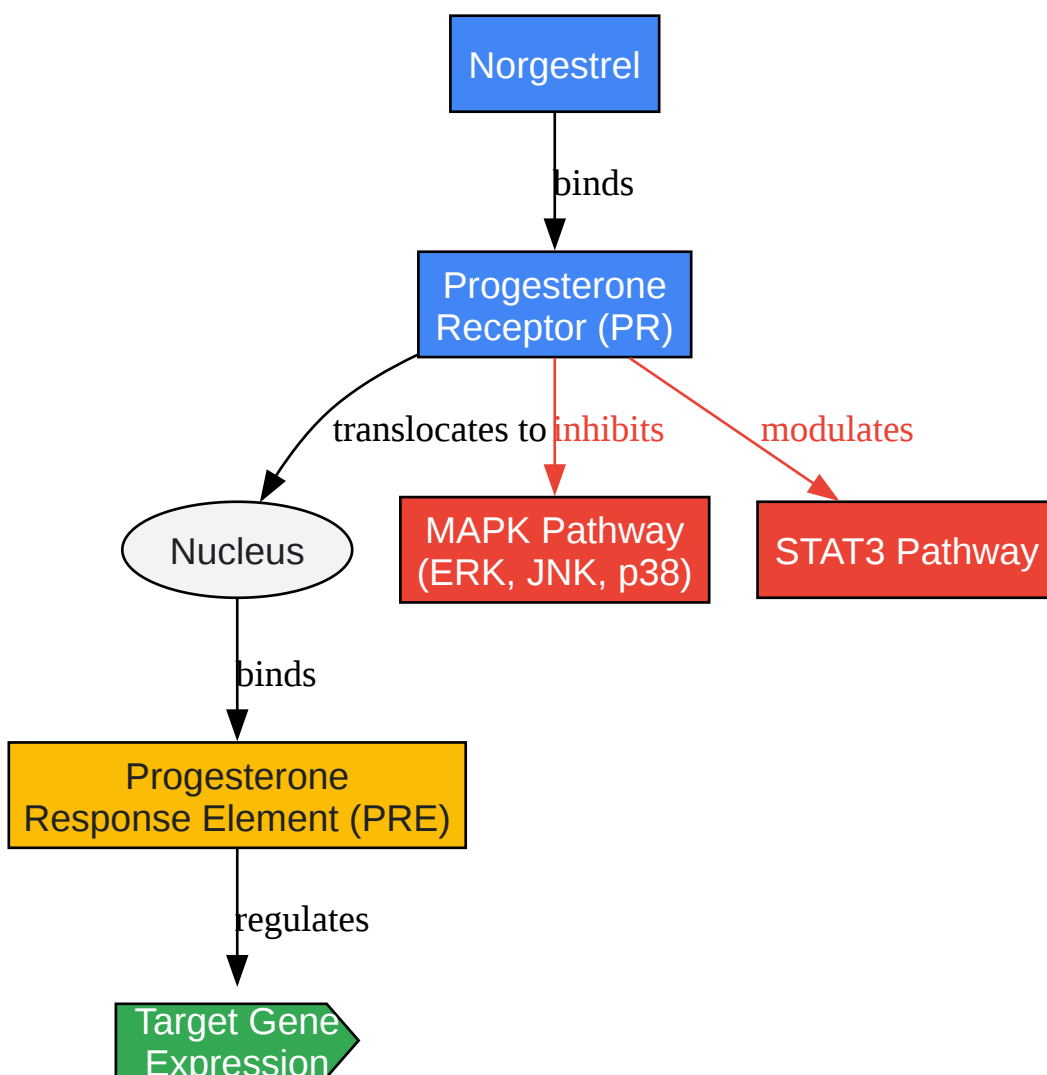 Norgestrel
binds
Progesterone
Receptor (PR)
translocates to
inhibits
modulates
Nucleus
MAPK Pathway
(ERK, JNK, p38)
STAT3 Pathway
binds
Progesterone
Response Element (PRE)
regulates
Target Gene
Expression